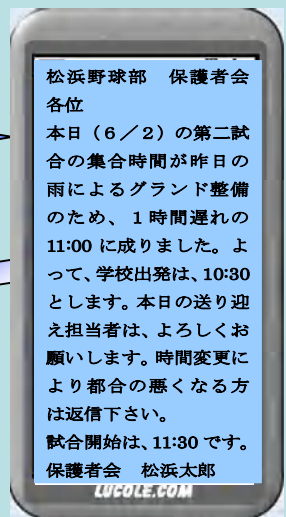 松浜野球部　保護者会
各位
本日（６／２）の第二試
合の集合時間が昨日の
雨によるグランド整備
のため、１時間遅れの
11:00 に成りました。よ
って、学校出発は、10:30
とします。本日の送り迎
え担当者は、よろしくお
願いします。時間変更に
より都合の悪くなる方
は返信下さい。
試合開始は、11:30 です。
保護者会　松浜太郎
LUCOLE.COM